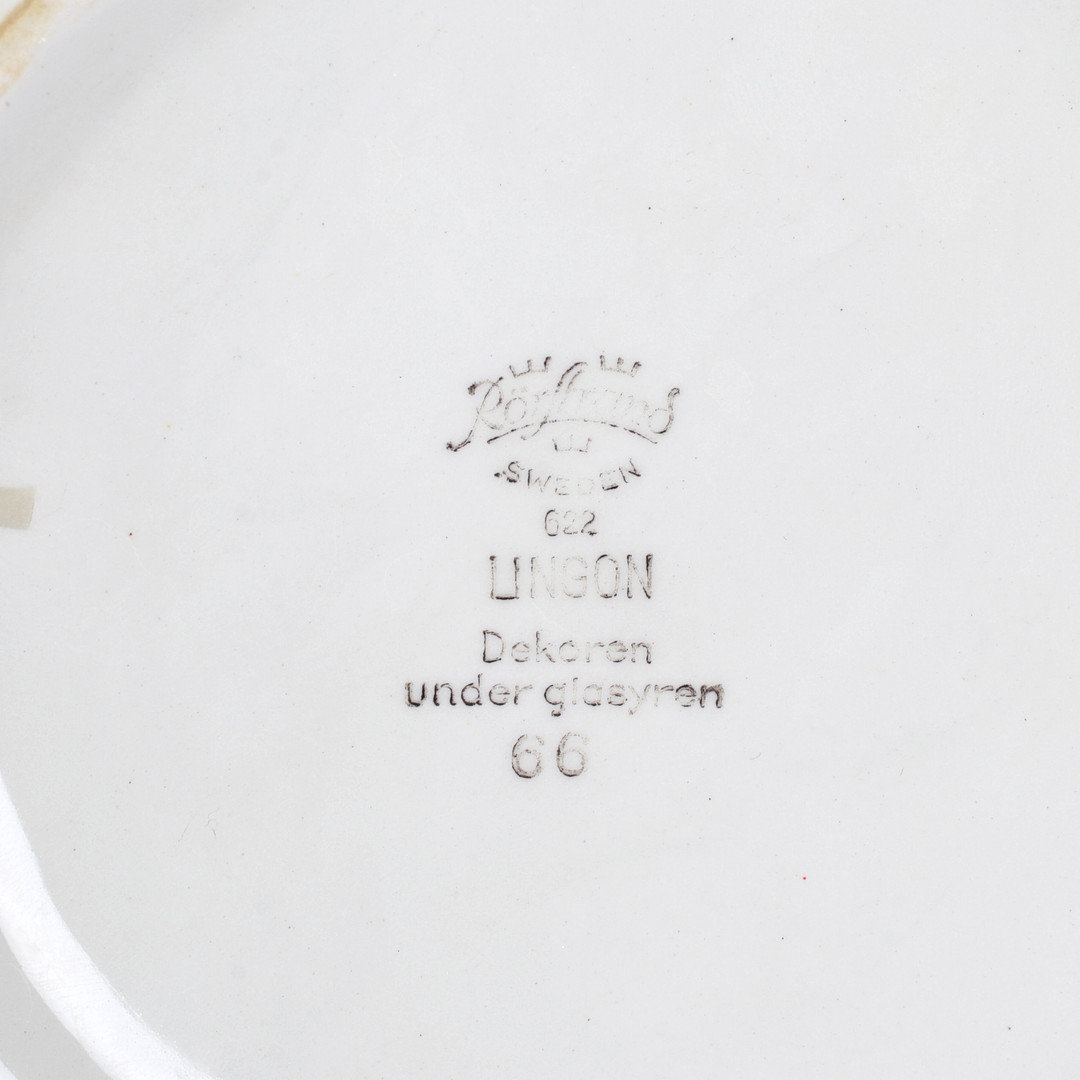 Rörstrand
SWEDEN
622
LINGON
Dekoren
under glasyren
66